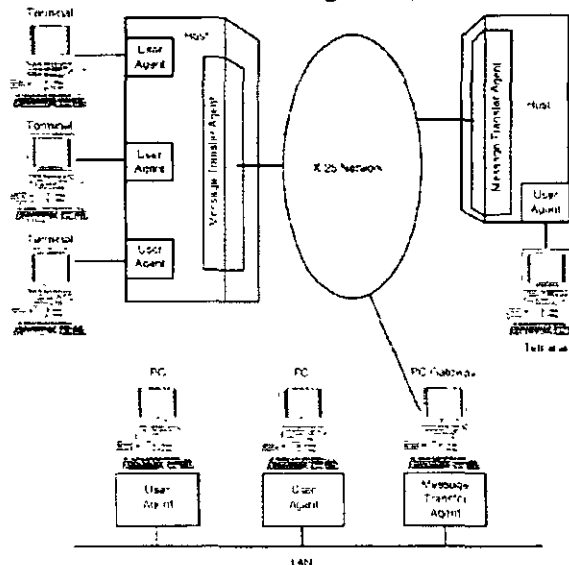 Terminal
Host
User
Agent
Message Transfer Agent
Terminal
User
Agent
Terminal
User
Agent
X.25 Network
Message Transfer Agent
Host
User
Agent
PC
PC
PC Gateway
User
Agent
User
Agent
Message
Transfer
Agent
LAN